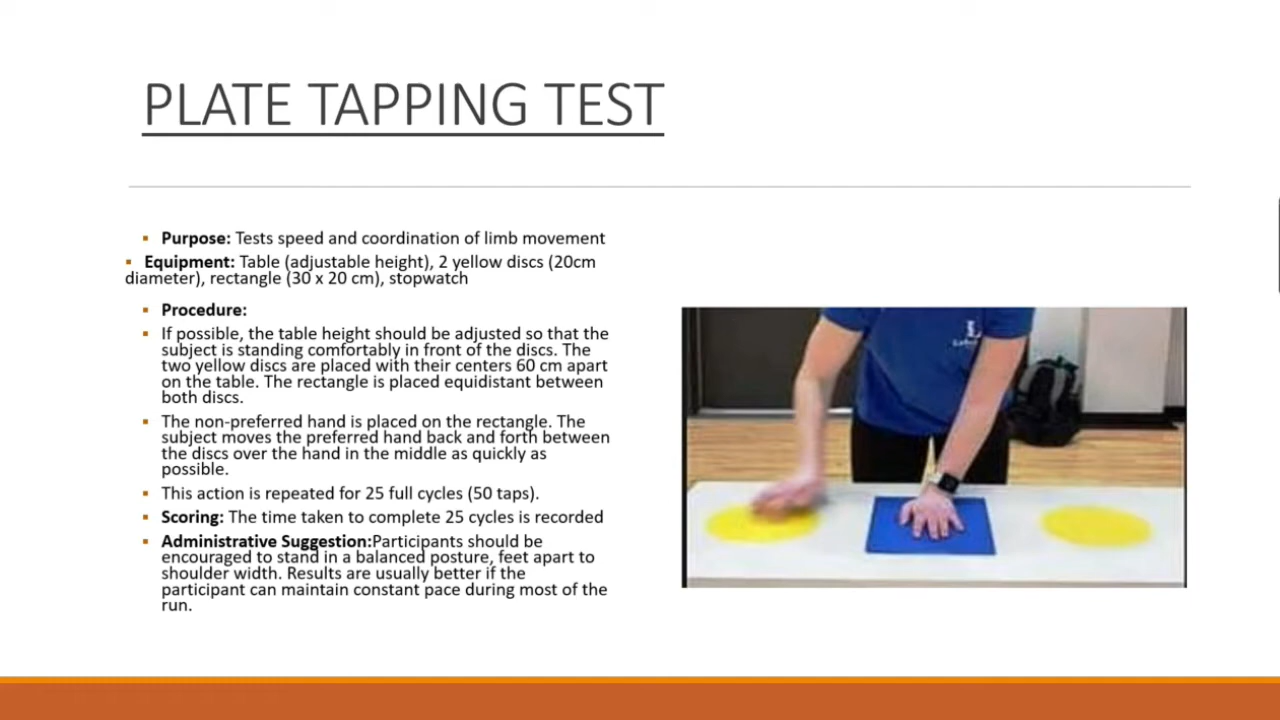 PLATE TAPPING TEST
▪ Purpose: Tests speed and coordination of limb movement
▪ Equipment: Table (adjustable height), 2 yellow discs (20cm
diameter), rectangle (30 x 20 cm), stopwatch
▪ Procedure:
▪ If possible, the table height should be adjusted so that the
subject is standing comfortably in front of the discs. The
two yellow discs are placed with their centers 60 cm apart
on the table. The rectangle is placed equidistant between
both discs.
▪ The non-preferred hand is placed on the rectangle. The
subject moves the preferred hand back and forth between
the discs over the hand in the middle as quickly as
possible.
▪ This action is repeated for 25 full cycles (50 taps).
▪ Scoring: The time taken to complete 25 cycles is recorded
▪ Administrative Suggestion:Participants should be
encouraged to stand in a balanced posture, feet apart to
shoulder width. Results are usually better if the
participant can maintain constant pace during most of the
run.